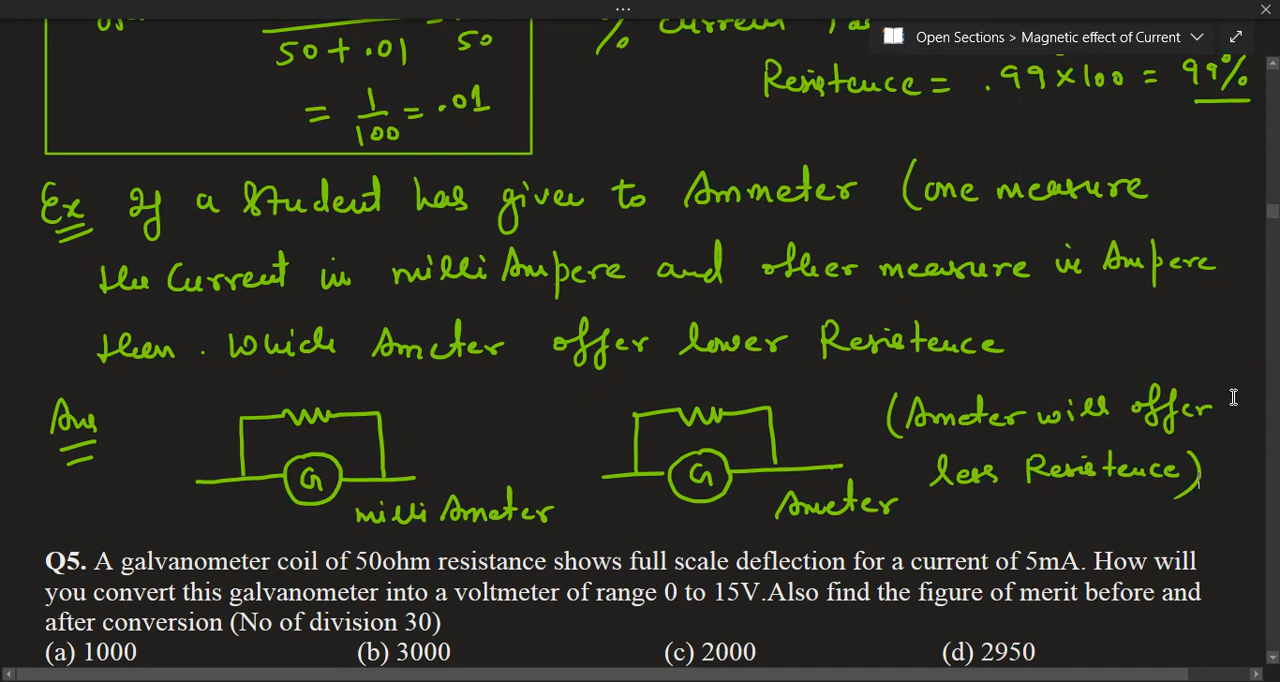 Open Sections > Magnetic effect of Current
50 + .01 50 % Current
= 1/100 = .01 Resistence = .99 × 100 = 99%
Ex If a student has given to Ammeter (one measure
the Current in milli Ampere and other measure in Ampere
then . Which Ameter offer lower Resistence
Ans (Ameter will offer
less Resistence)
G G
milli Ameter Ameter
Q5. A galvanometer coil of 50ohm resistance shows full scale deflection for a current of 5mA. How will
you convert this galvanometer into a voltmeter of range 0 to 15V.Also find the figure of merit before and
after conversion (No of division 30)
(a) 1000 (b) 3000 (c) 2000 (d) 2950